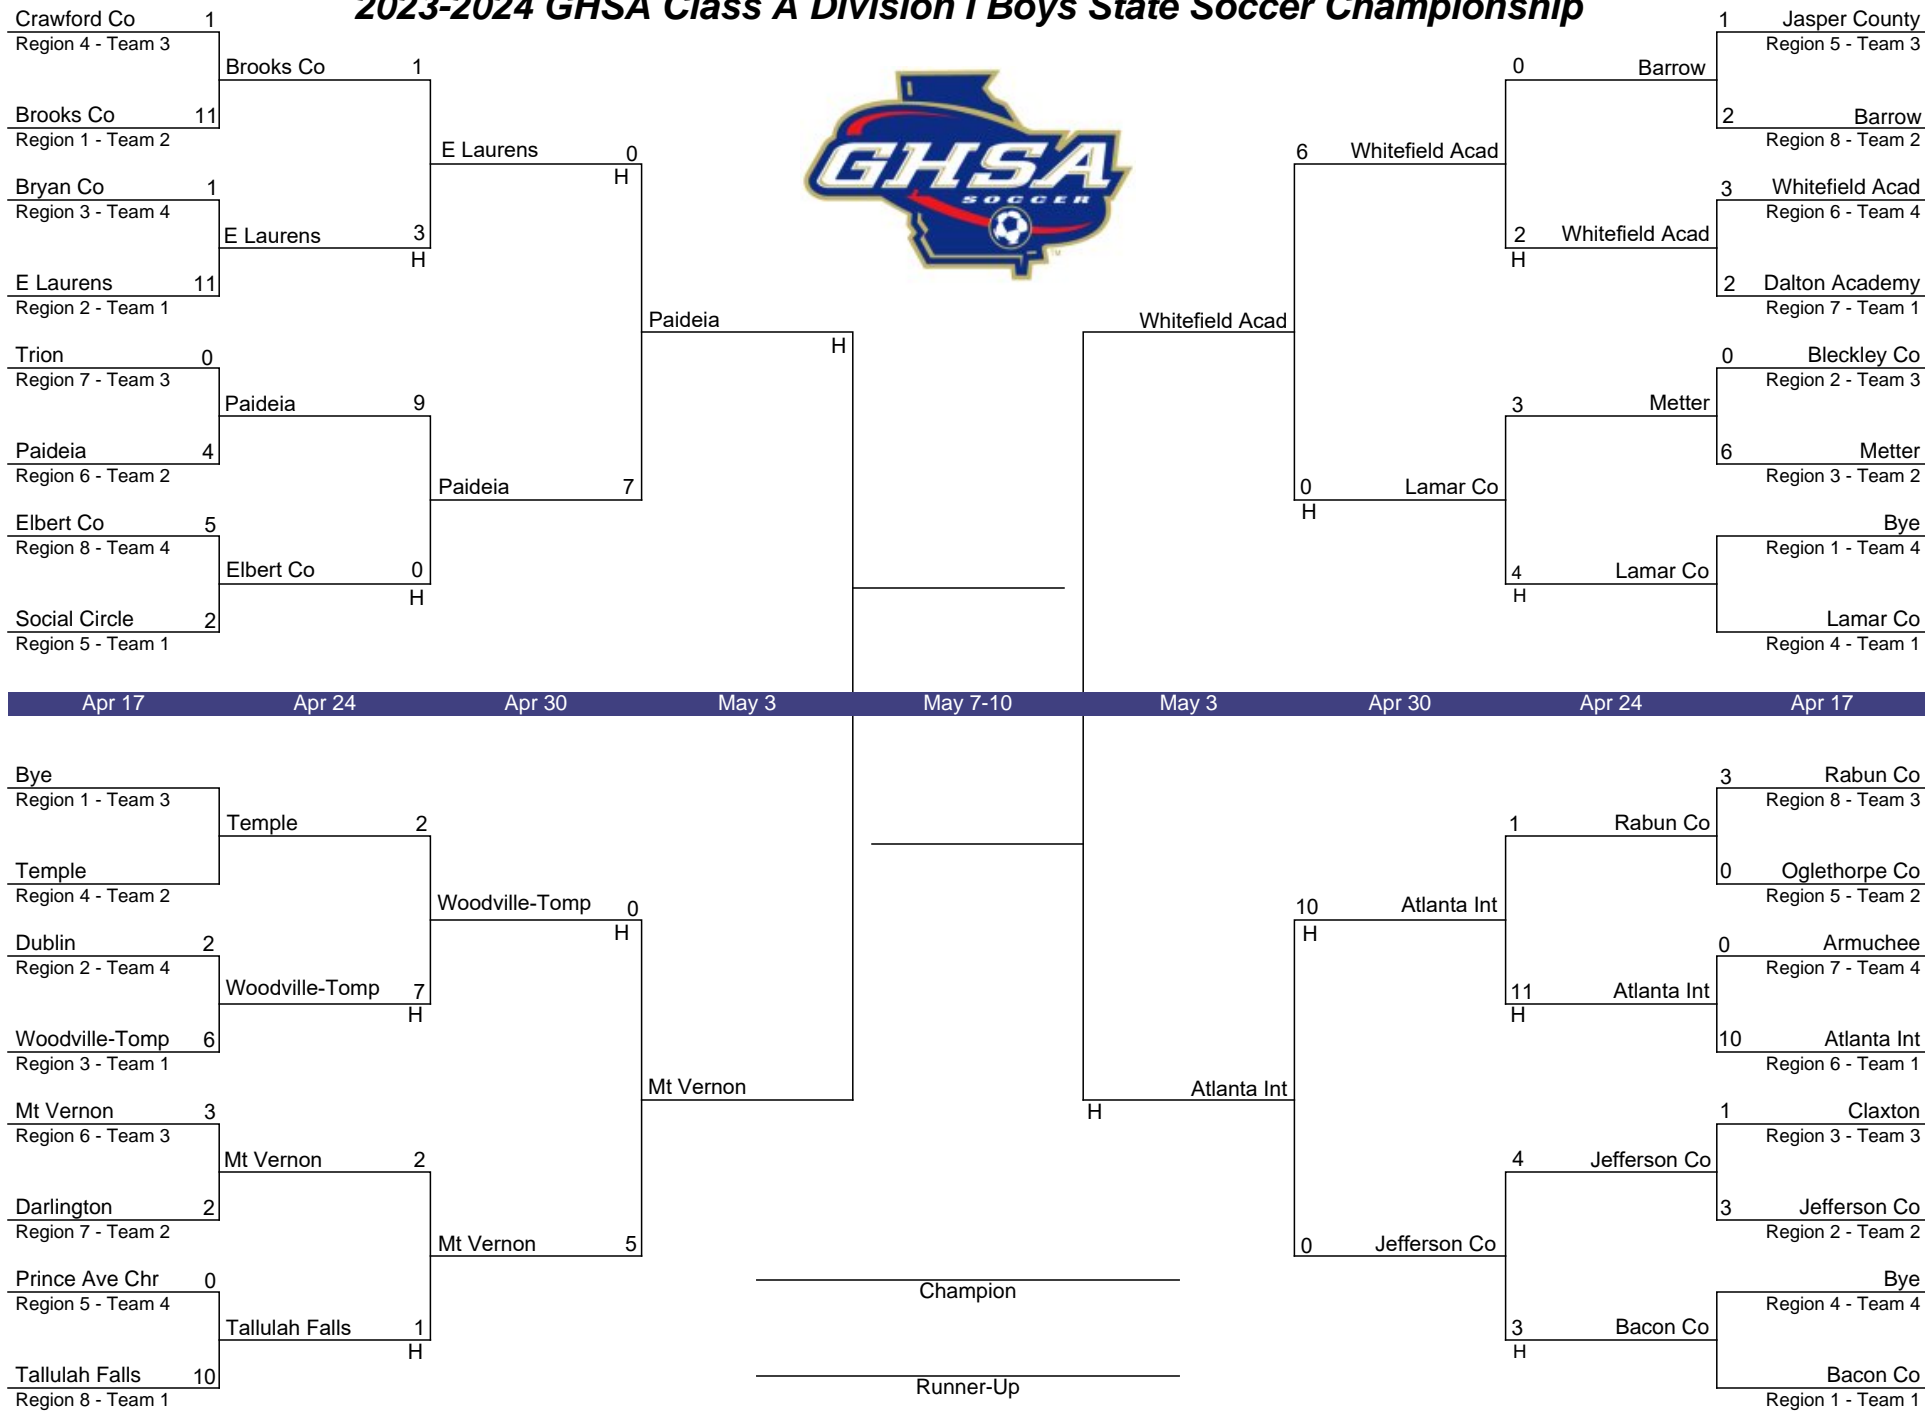 2023-2024 GHSA Class A Division I Boys State Soccer Championship
Crawford Co 1
Region 4 - Team 3
Brooks Co 11
Region 1 - Team 2
Bryan Co 1
Region 3 - Team 4
E Laurens 11
Region 2 - Team 1
Trion 0
Region 7 - Team 3
Paideia 4
Region 6 - Team 2
Elbert Co 5
Region 8 - Team 4
Social Circle 2
Region 5 - Team 1
Brooks Co 1
E Laurens 3
H
Paideia 9
Elbert Co 0
H
E Laurens 0
H
Paideia 7
Paideia
H
GHSA
SOCCER
Whitefield Acad
6 Whitefield Acad
0 Lamar Co
H
0 Barrow
2 Whitefield Acad
H
3 Metter
4 Lamar Co
H
1 Jasper County
Region 5 - Team 3
2 Barrow
Region 8 - Team 2
3 Whitefield Acad
Region 6 - Team 4
2 Dalton Academy
Region 7 - Team 1
0 Bleckley Co
Region 2 - Team 3
6 Metter
Region 3 - Team 2
Bye
Region 1 - Team 4
Lamar Co
Region 4 - Team 1
Apr 17 Apr 24 Apr 30 May 3 May 7-10 May 3 Apr 30 Apr 24 Apr 17
Bye
Region 1 - Team 3
Temple
Region 4 - Team 2
Dublin 2
Region 2 - Team 4
Woodville-Tomp 6
Region 3 - Team 1
Mt Vernon 3
Region 6 - Team 3
Darlington 2
Region 7 - Team 2
Prince Ave Chr 0
Region 5 - Team 4
Tallulah Falls 10
Region 8 - Team 1
Temple 2
Woodville-Tomp 7
H
Mt Vernon 2
Tallulah Falls 1
H
Woodville-Tomp 0
H
Mt Vernon 5
Mt Vernon
Champion
Runner-Up
H Atlanta Int
10 Atlanta Int
H
0 Jefferson Co
1 Rabun Co
11 Atlanta Int
H
4 Jefferson Co
3 Bacon Co
H
3 Rabun Co
Region 8 - Team 3
0 Oglethorpe Co
Region 5 - Team 2
0 Armuchee
Region 7 - Team 4
10 Atlanta Int
Region 6 - Team 1
1 Claxton
Region 3 - Team 3
3 Jefferson Co
Region 2 - Team 2
Bye
Region 4 - Team 4
Bacon Co
Region 1 - Team 1